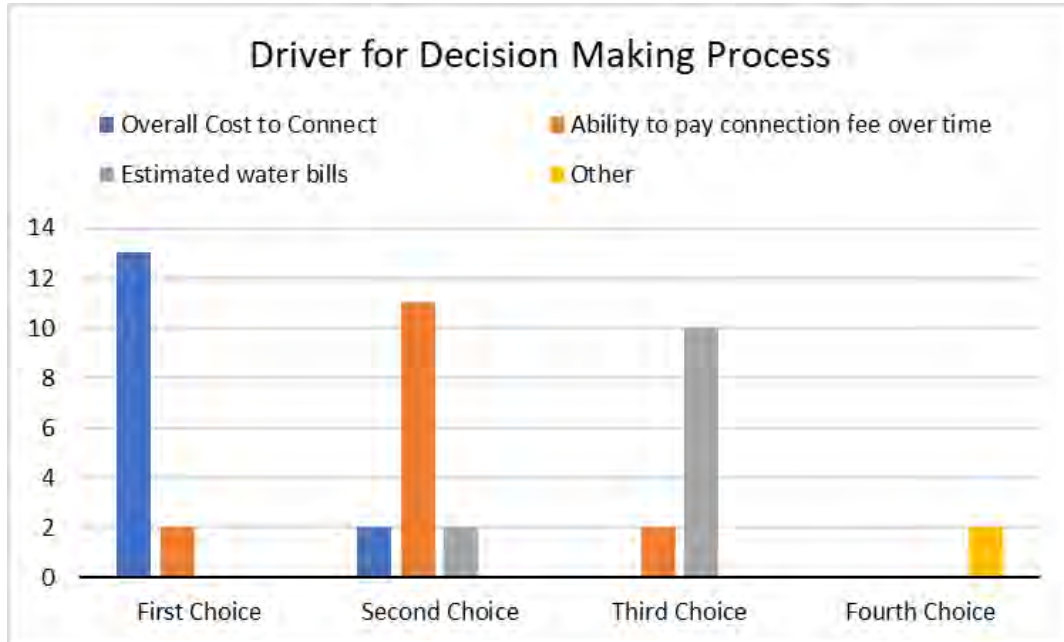 Driver for Decision Making Process
Overall Cost to Connect
Ability to pay connection fee over time
Estimated water bills
Other
14
12
10
8
6
4
2
0
First Choice
Second Choice
Third Choice
Fourth Choice